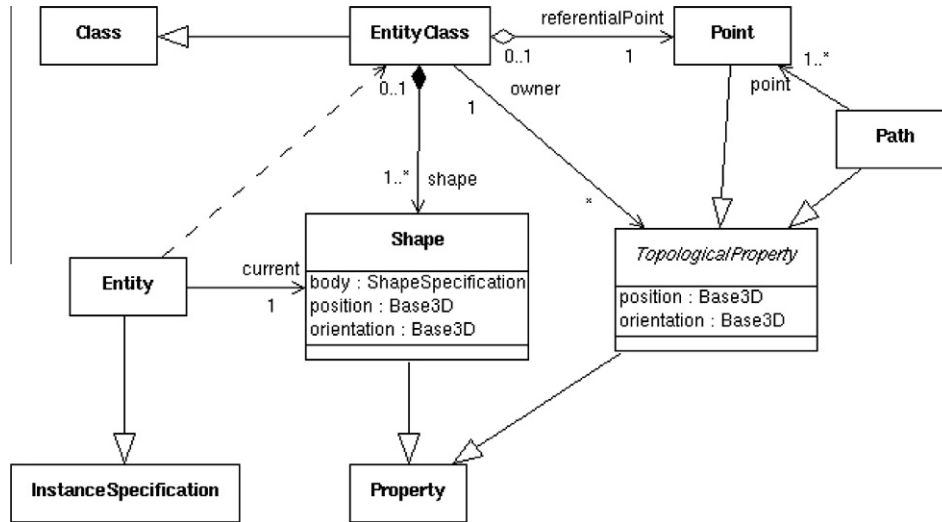 Class
EntityClass
referentialPoint
Point
0..1
1
1..*
0..1
owner
1
point
Path
1..*
shape
*
Shape
TopologicalProperty
Entity
current
1
body : ShapeSpecification
position : Base3D
orientation : Base3D
position : Base3D
orientation : Base3D
InstanceSpecification
Property